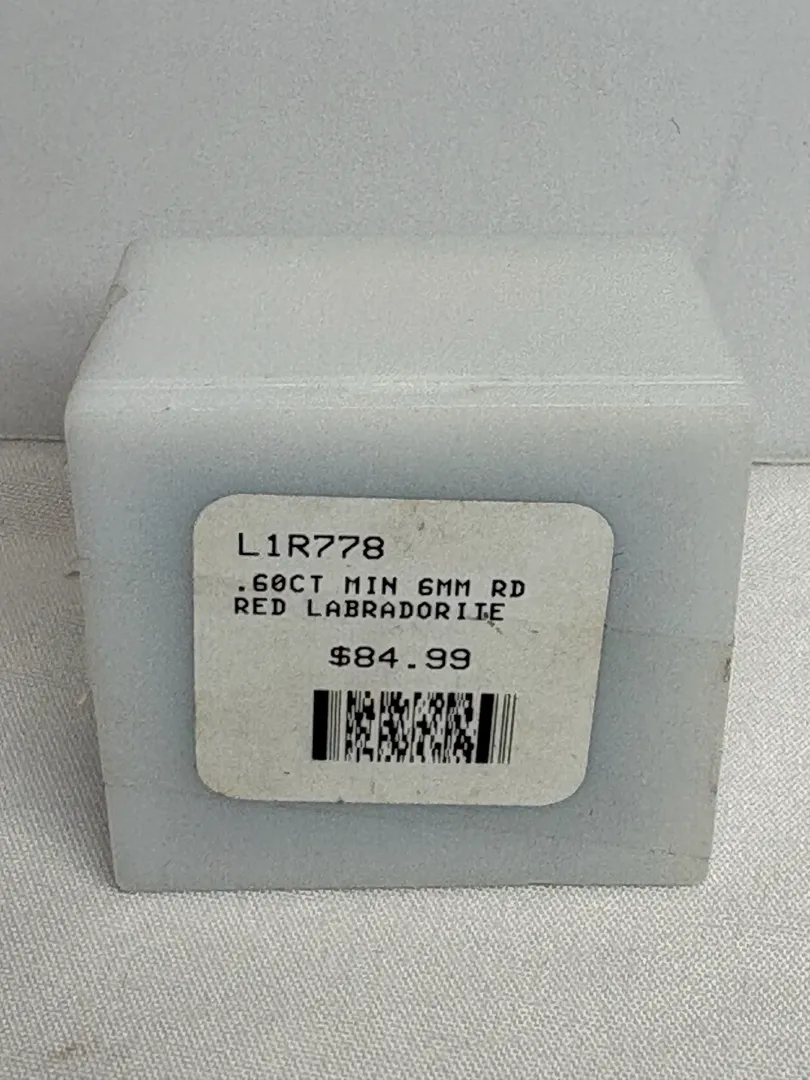 L1R778
.60CT MIN 6MM RD
RED LABRADORITE
$84.99